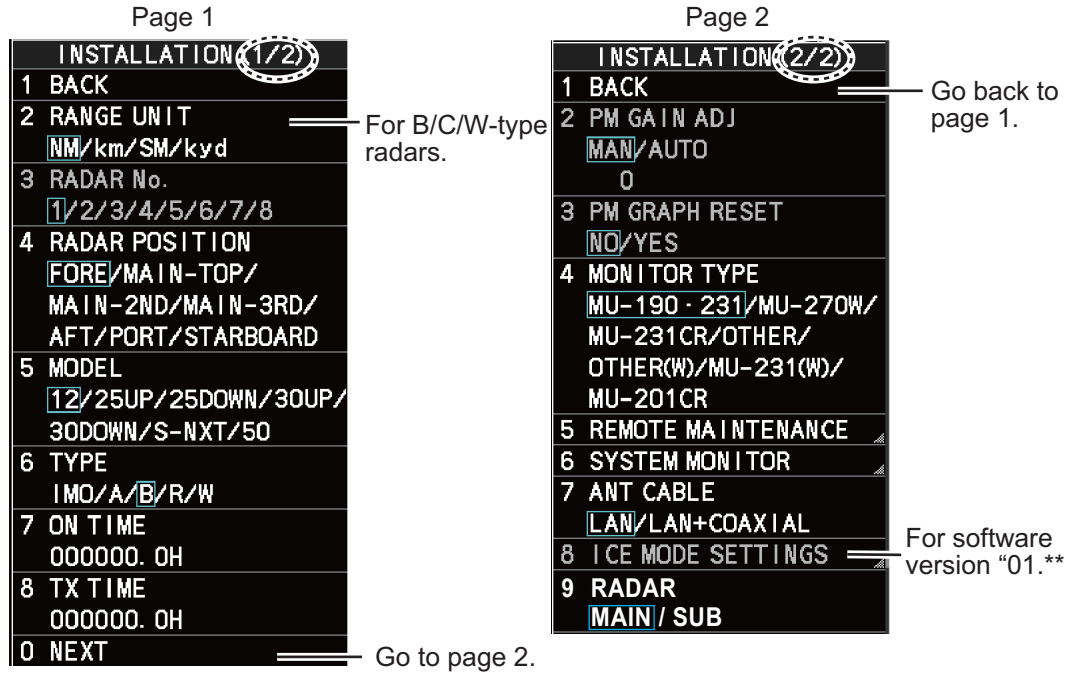 Page 1
INSTALLATION (1/2)
1 BACK
2 RANGE UNIT
NM/km/SM/kyd
3 RADAR No.
1/2/3/4/5/6/7/8
4 RADAR POSITION
FORE/MAIN-TOP/
MAIN-2ND/MAIN-3RD/
AFT/PORT/STARBOARD
5 MODEL
12/25UP/25DOWN/30UP/
30DOWN/S-NXT/50
6 TYPE
IMO/A/B/R/W
7 ON TIME
000000.0H
8 TX TIME
000000.0H
0 NEXT
For B/C/W-type
radars.
Go to page 2.
Page 2
INSTALLATION (2/2)
1 BACK
2 PM GAIN ADJ
MAN/AUTO
0
3 PM GRAPH RESET
NO/YES
4 MONITOR TYPE
MU-190·231/MU-270W/
MU-231CR/OTHER/
OTHER(W)/MU-231(W)/
MU-201CR
5 REMOTE MAINTENANCE
6 SYSTEM MONITOR
7 ANT CABLE
LAN/LAN+COAXIAL
8 ICE MODE SETTINGS
9 RADAR
MAIN / SUB
Go back to
page 1.
For software
version “01.**